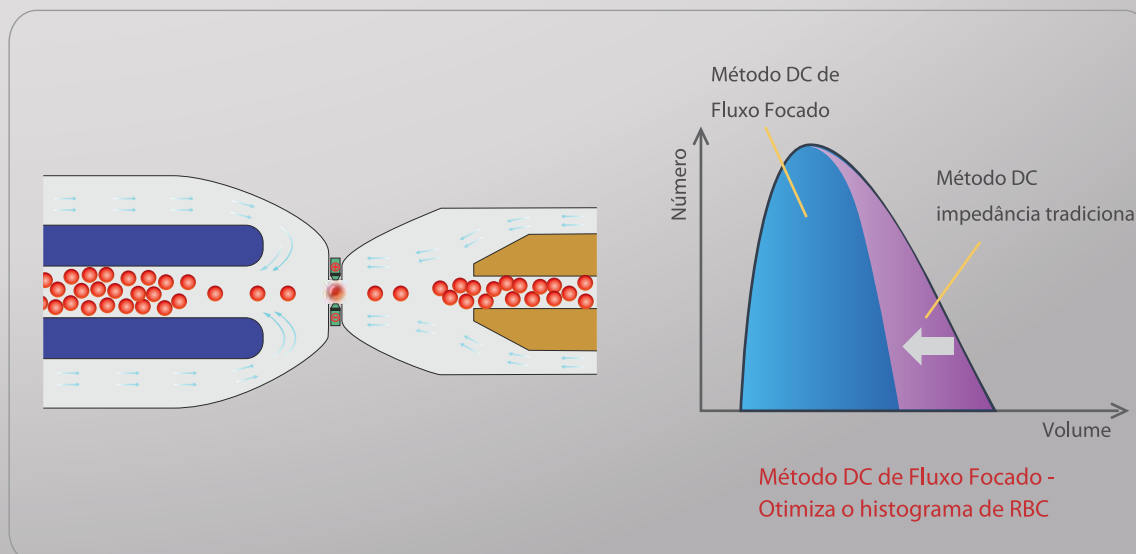 Método DC de
Fluxo Focado
Número
Método DC
impedância tradiciona
Volume
Método DC de Fluxo Focado -
Otimiza o histograma de RBC